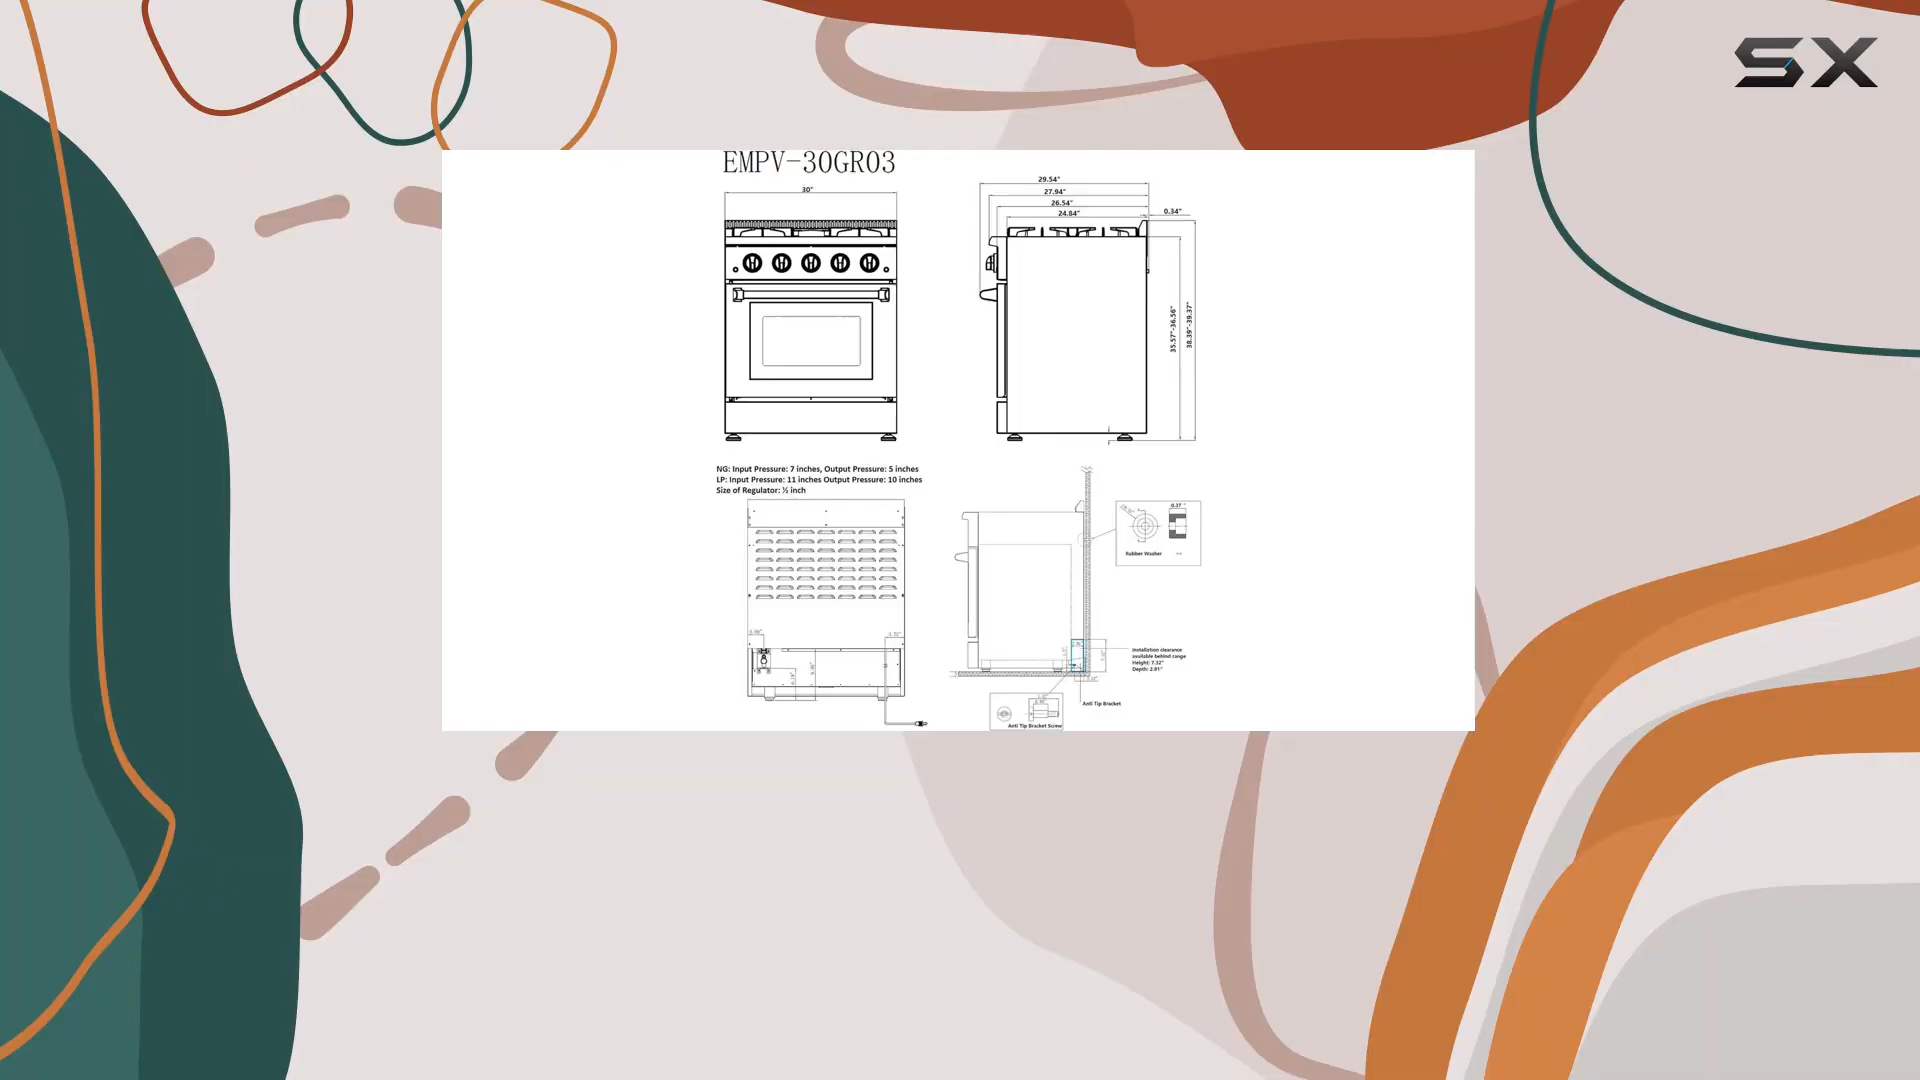 SX
EMPV-30GR03
30"
29.54"
27.94"
26.54"
24.84"
0.34"
35.57"-36.56"
38.39"-39.37"
NG: Input Pressure: 7 inches, Output Pressure: 5 inches
LP: Input Pressure: 11 inches Output Pressure: 10 inches
Size of Regulator: ½ inch
0.37 "
Rubber Washer
Installation clearance
available behind range
Height: 7.32"
Depth: 2.91"
Anti Tip Bracket
Anti Tip Bracket Screw